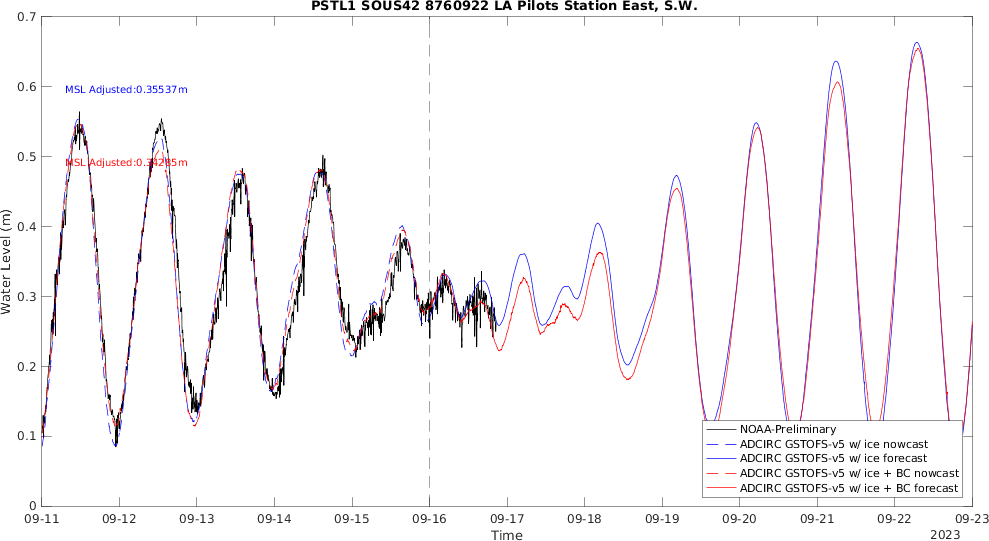 PSTL1 SOUS42 8760922 LA Pilots Station East, S.W.
0.7
0.6
0.5
0.4
0.3
0.2
0.1
0
Water Level (m)
MSL Adjusted:0.35537m
NOAA-Preliminary
ADCIRC GSTOFS-v5 w/ ice nowcast
ADCIRC GSTOFS-v5 w/ ice forecast
ADCIRC GSTOFS-v5 w/ ice + BC nowcast
ADCIRC GSTOFS-v5 w/ ice + BC forecast
09-11 09-12 09-13 09-14 09-15 09-16 09-17 09-18 09-19 09-20 09-21 09-22 09-23
Time
2023